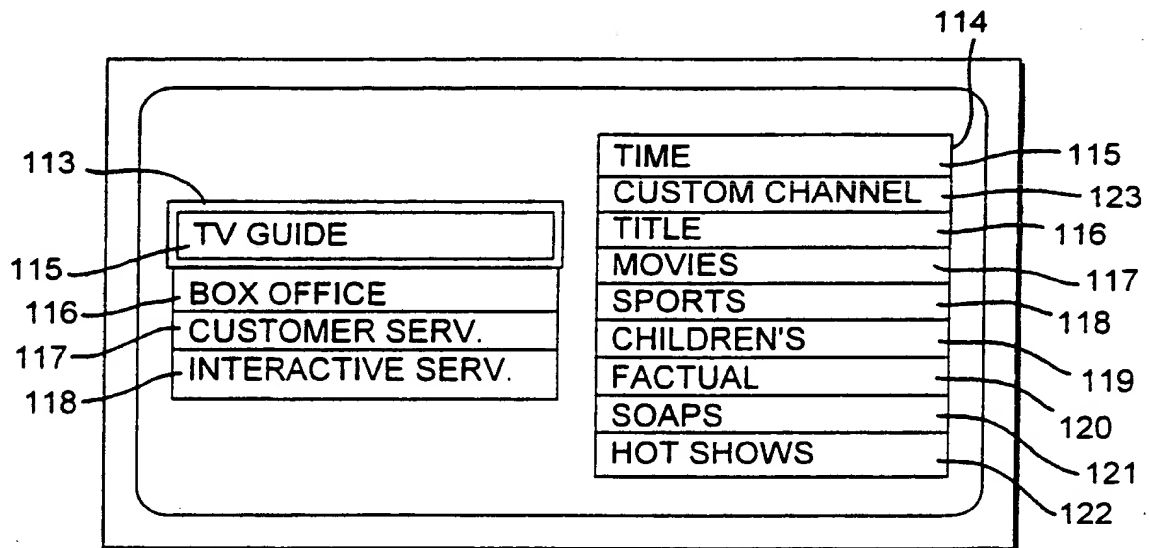 114
113
TV GUIDE
115
BOX OFFICE
116
CUSTOMER SERV.
117
INTERACTIVE SERV.
118
TIME
115
CUSTOM CHANNEL
123
TITLE
116
MOVIES
117
SPORTS
118
CHILDREN'S
119
FACTUAL
120
SOAPS
121
HOT SHOWS
122